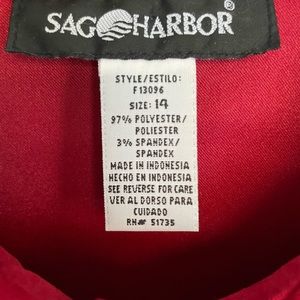 SAG HARBOR®
STYLE/ESTILO:
F13096
SIZE: 14
97% POLYESTER/
POLIESTER
3% SPANDEX/
SPANDEX
MADE IN INDONESIA
HECHO EN INDONESIA
SEE REVERSE FOR CARE
VER AL DORSO PARA
CUIDADO
RN# 51735